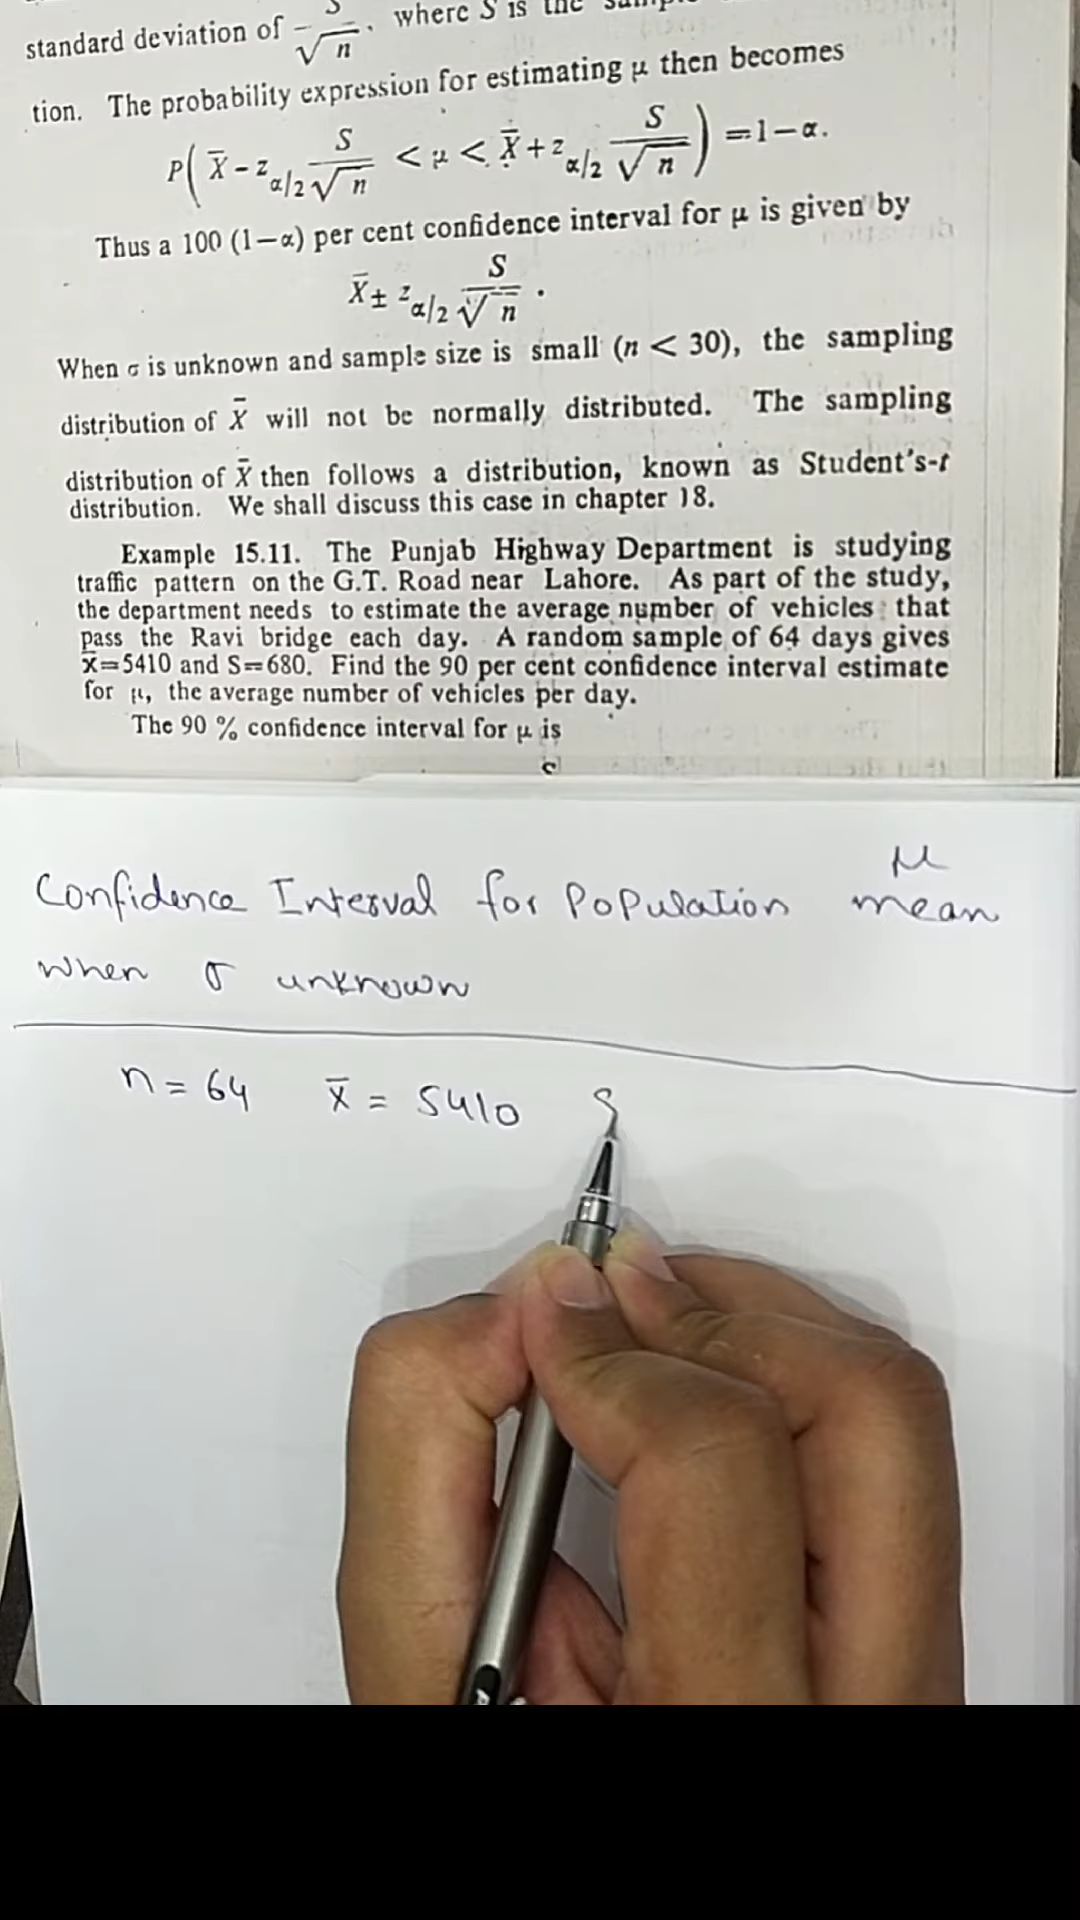 standard deviation of S/√n, where S is the
tion. The probability expression for estimating μ then becomes
P( X̄ - z α/2 S/√n < μ < X̄ + z α/2 S/√n ) = 1-α.
Thus a 100 (1-α) per cent confidence interval for μ is given by
X̄ ± z α/2 S/√n .
When σ is unknown and sample size is small (n < 30), the sampling
distribution of X̄ will not be normally distributed. The sampling
distribution of X̄ then follows a distribution, known as Student's-t
distribution. We shall discuss this case in chapter 18.
Example 15.11. The Punjab Highway Department is studying
traffic pattern on the G.T. Road near Lahore. As part of the study,
the department needs to estimate the average number of vehicles that
pass the Ravi bridge each day. A random sample of 64 days gives
x̄=5410 and S=680. Find the 90 per cent confidence interval estimate
for μ, the average number of vehicles per day.
The 90 % confidence interval for μ is
μ
Confidence Interval for Population mean
when σ unknown
n = 64 x̄ = 5410 S